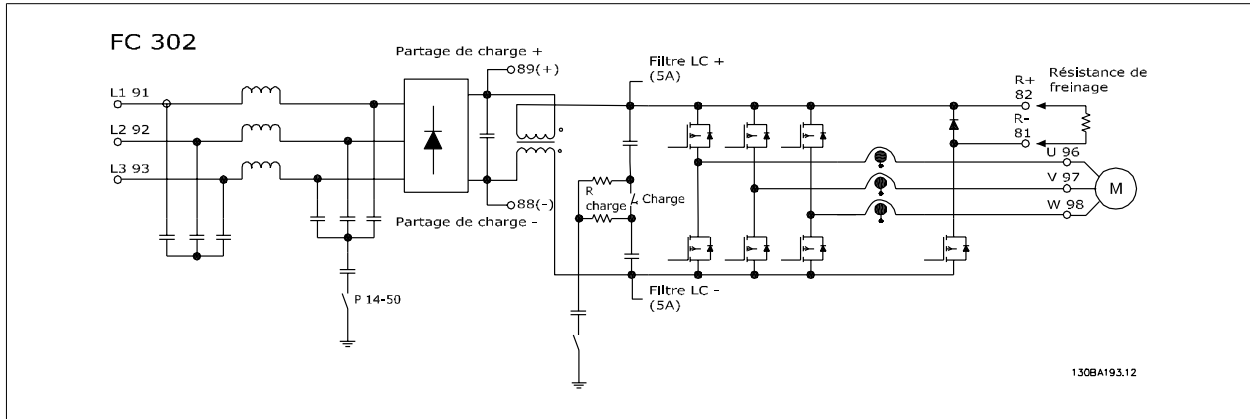 FC 302
Partage de charge +
89(+)
Filtre LC +
(5A)
R+
82
Résistance de
freinage
L1 91
L2 92
L3 93
R-
81
U 96
V 97
W 98
M
R
charge
Charge
88(-)
Partage de charge -
Filtre LC -
(5A)
P 14-50
130BA193.12